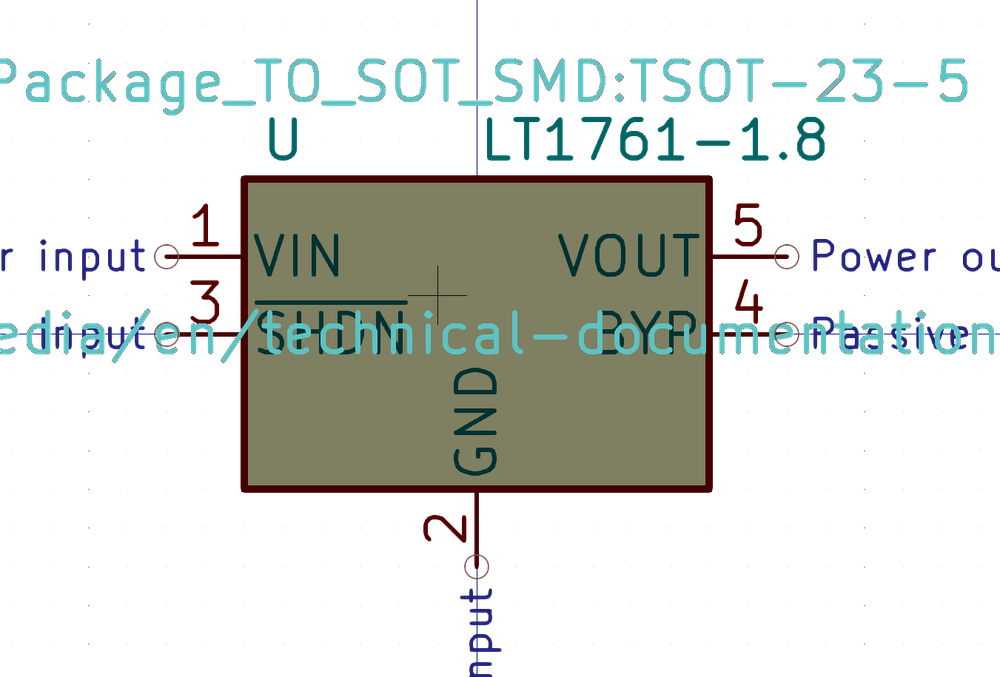 Package_TO_SOT_SMD:TSOT-23-5
U LT1761-1.8
1 5
r input VIN VOUT Power ou
3 4
edia/en/technical-documentation
Input SHDN BYP Passive
GND
2
nput